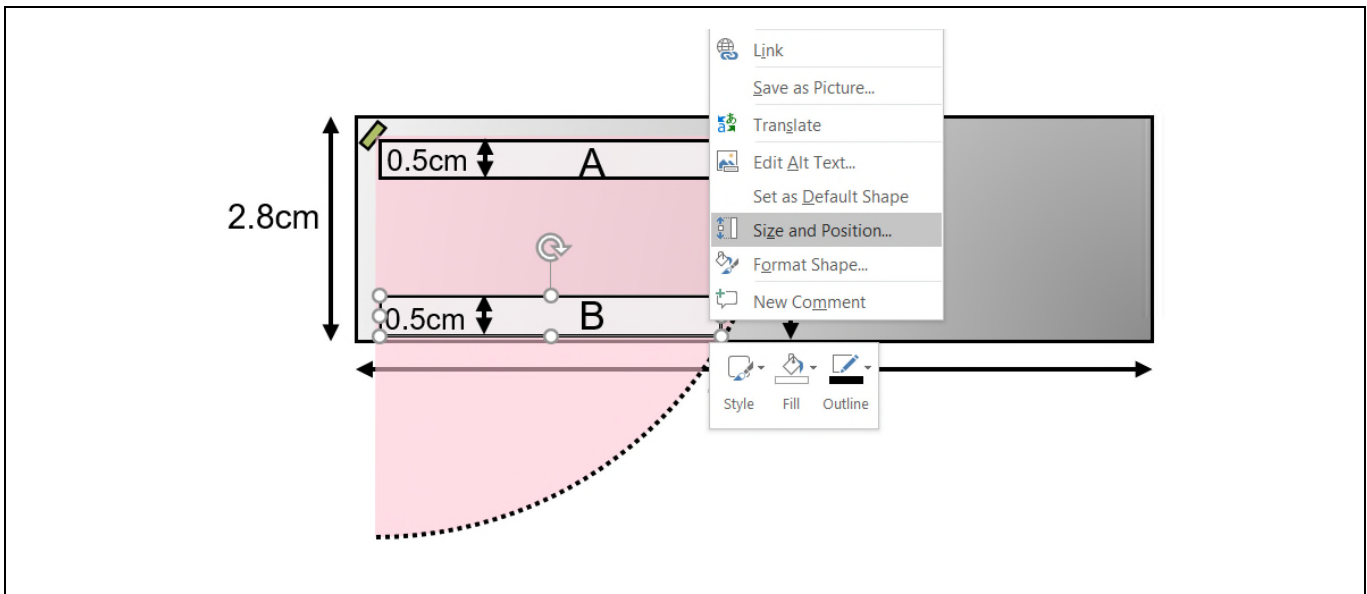 Link
Save as Picture...
Translate
0.5cm
A
Edit Alt Text...
Set as Default Shape
2.8cm
Size and Position...
Format Shape...
New Comment
0.5cm
B
Style
Fill
Outline